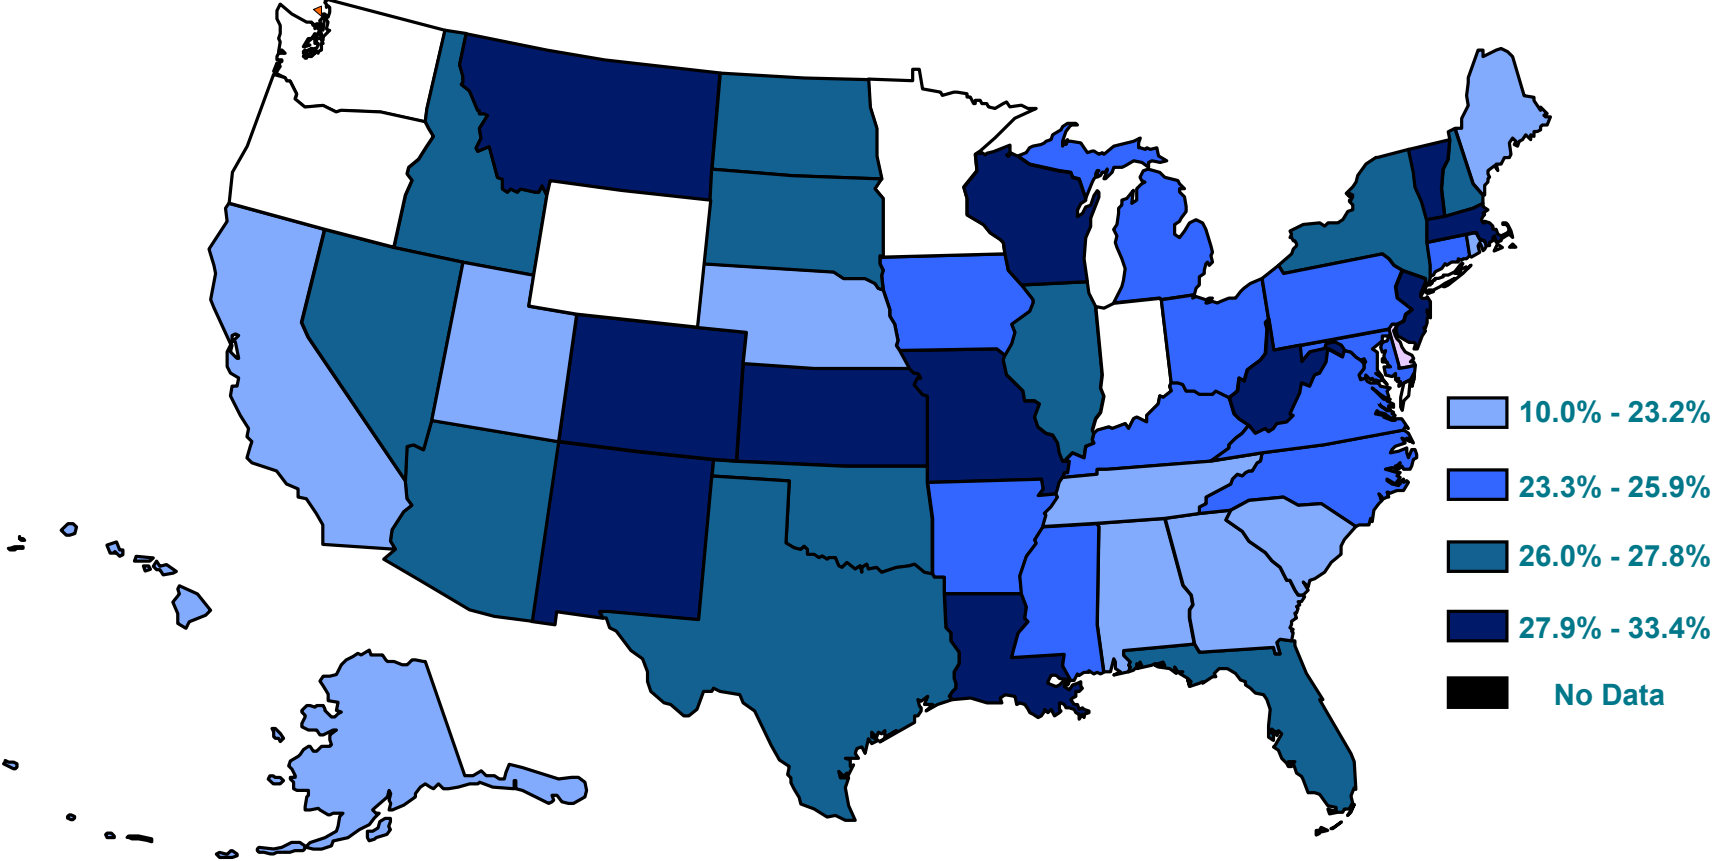 10.0% - 23.2%
23.3% - 25.9%
26.0% - 27.8%
27.9% - 33.4%
No Data